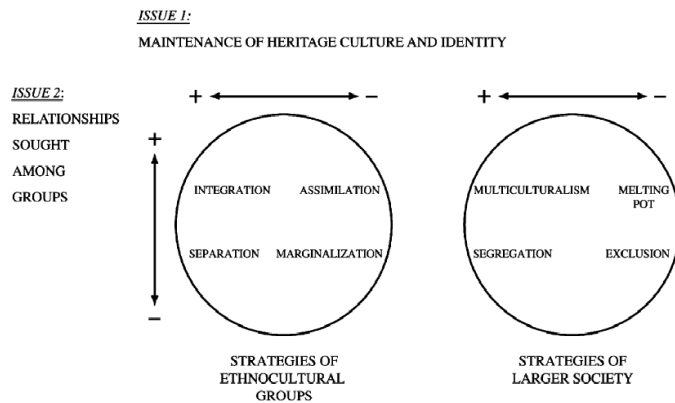 ISSUE 1:
MAINTENANCE OF HERITAGE CULTURE AND IDENTITY
ISSUE 2:
RELATIONSHIPS
SOUGHT
AMONG
GROUPS
+ −
+ −
+
−
INTEGRATION ASSIMILATION
SEPARATION MARGINALIZATION
MULTICULTURALISM MELTING
POT
SEGREGATION EXCLUSION
STRATEGIES OF
ETHNOCULTURAL
GROUPS
STRATEGIES OF
LARGER SOCIETY